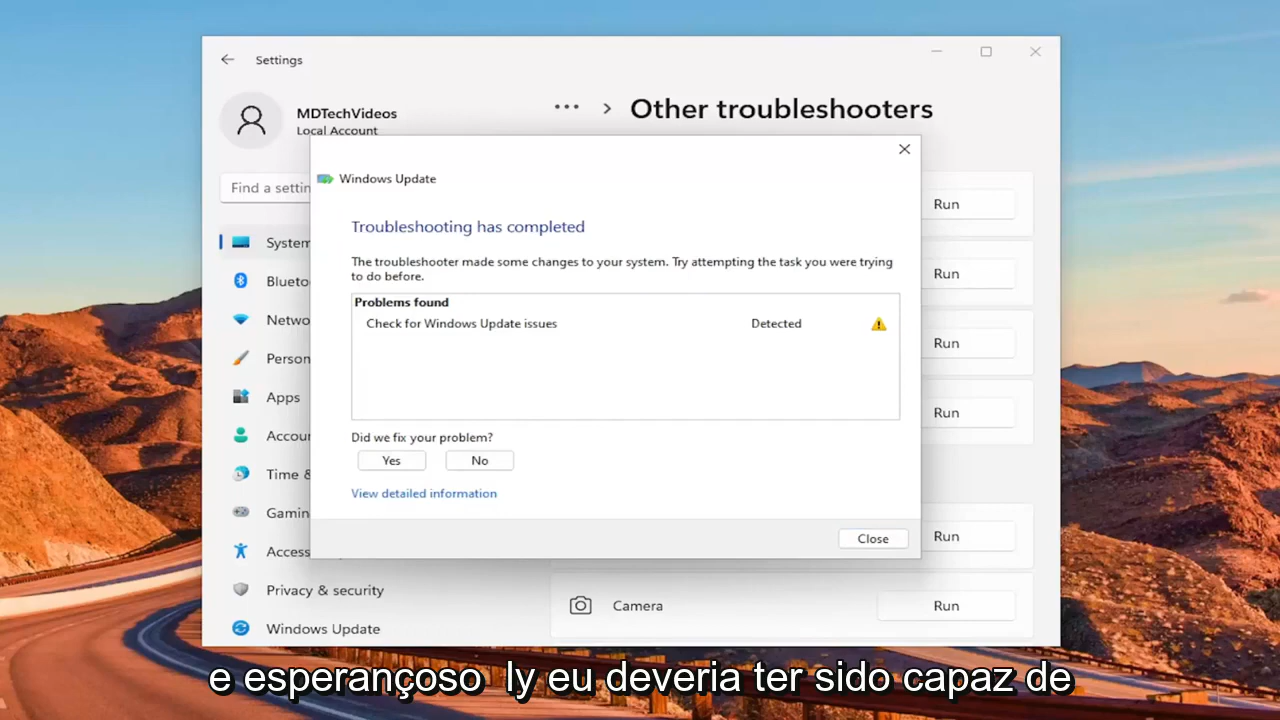 Settings
MDTechVideos
Local Account
Other troubleshooters
Find a settin
System
Blueto
Netwo
Person
Apps
Accour
Time &
Gamin
Access
Privacy & security
Windows Update
Windows Update
Troubleshooting has completed
The troubleshooter made some changes to your system. Try attempting the task you were trying
to do before.
Problems found
Check for Windows Update issues Detected
Did we fix your problem?
Yes No
View detailed information
Close
Run
Run
Run
Run
Run
Camera Run
e esperançoso ly eu deveria ter sido capaz de